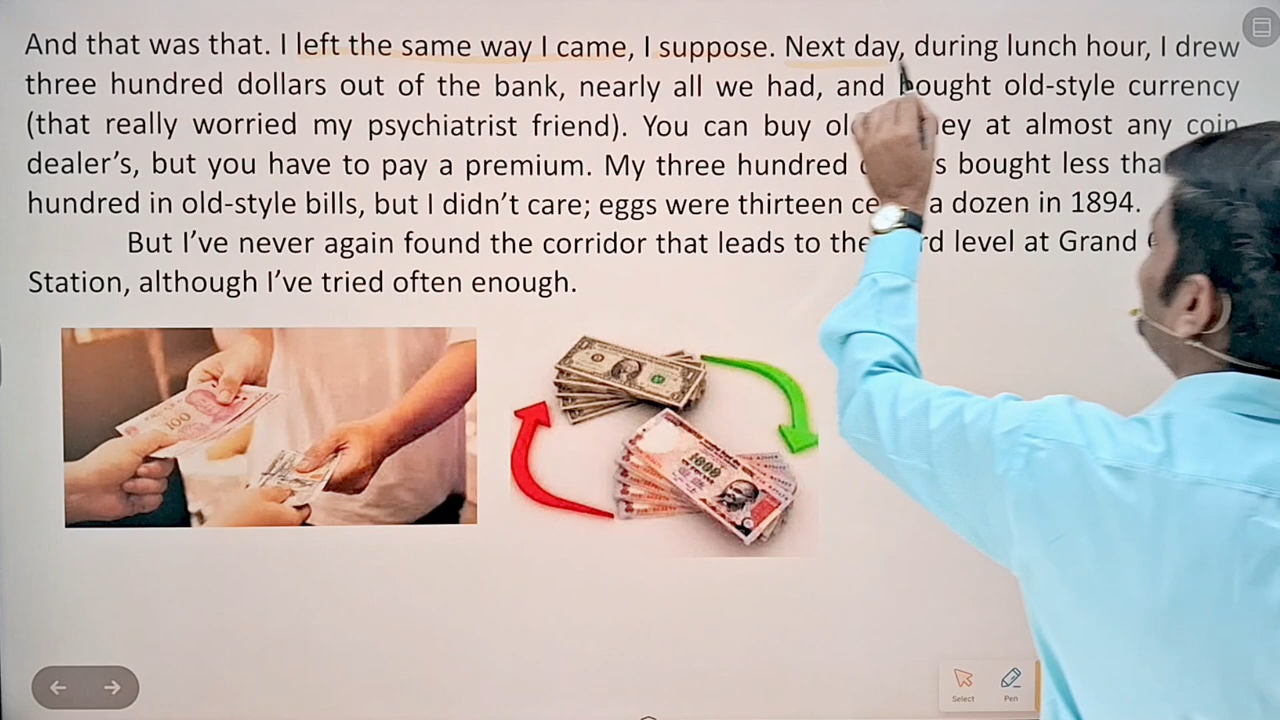 And that was that. I left the same way I came, I suppose. Next day, during lunch hour, I drew
three hundred dollars out of the bank, nearly all we had, and bought old-style currency
(that really worried my psychiatrist friend). You can buy at almost any coin
dealer's, but you have to pay a premium. My three hundred bought less
hundred in old-style bills, but I didn't care; eggs were thirteen a dozen in 1894.
But I've never again found the corridor that leads to the level at Grand
Station, although I've tried often enough.
100
1000
Select Pen